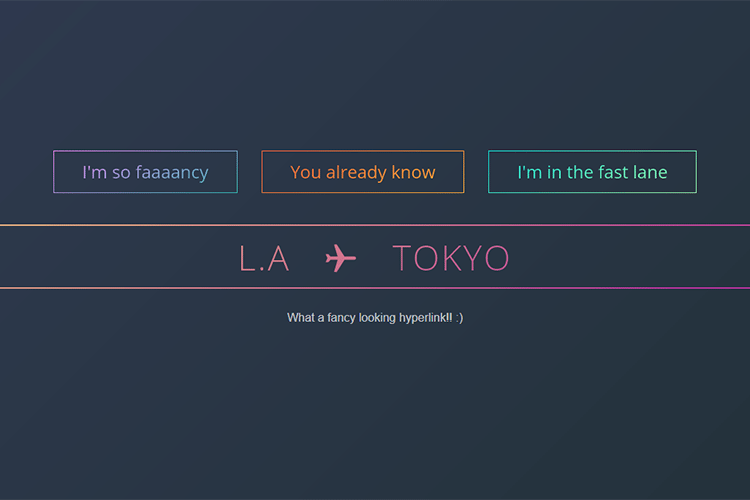 I'm so faaaancy
You already know
I'm in the fast lane
L.A TOKYO
What a fancy looking hyperlink!! :)